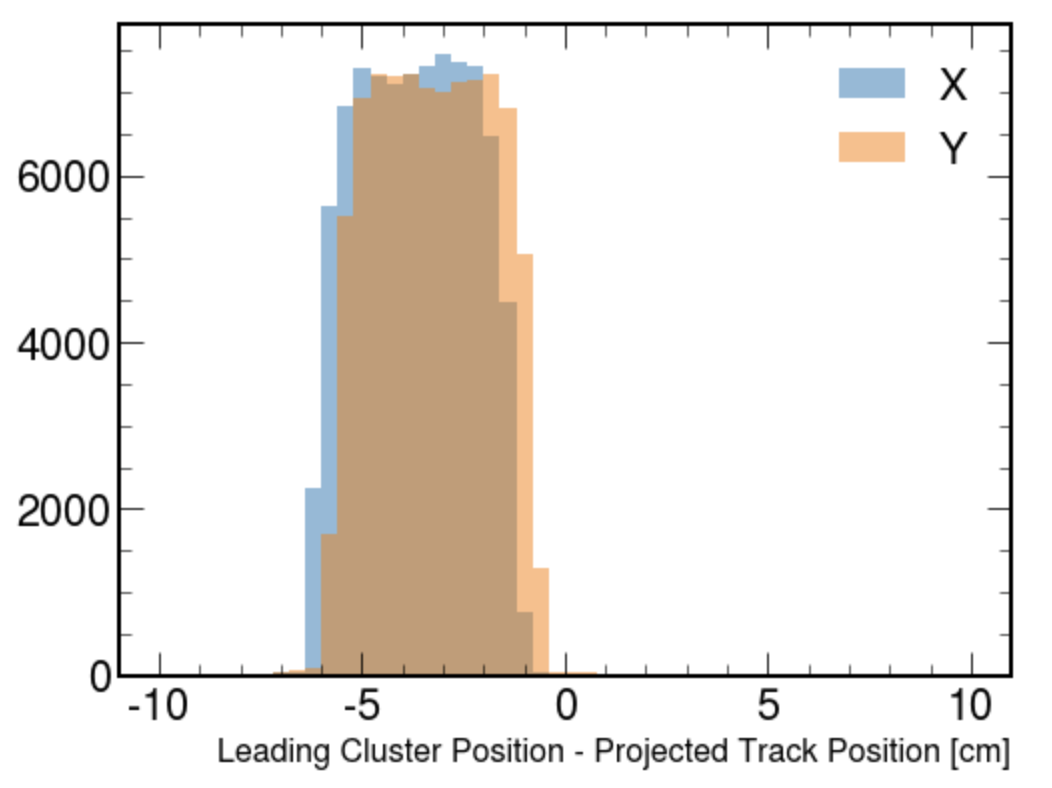 X
Y
6000
4000
2000
0
-10 -5 0 5 10
Leading Cluster Position - Projected Track Position [cm]